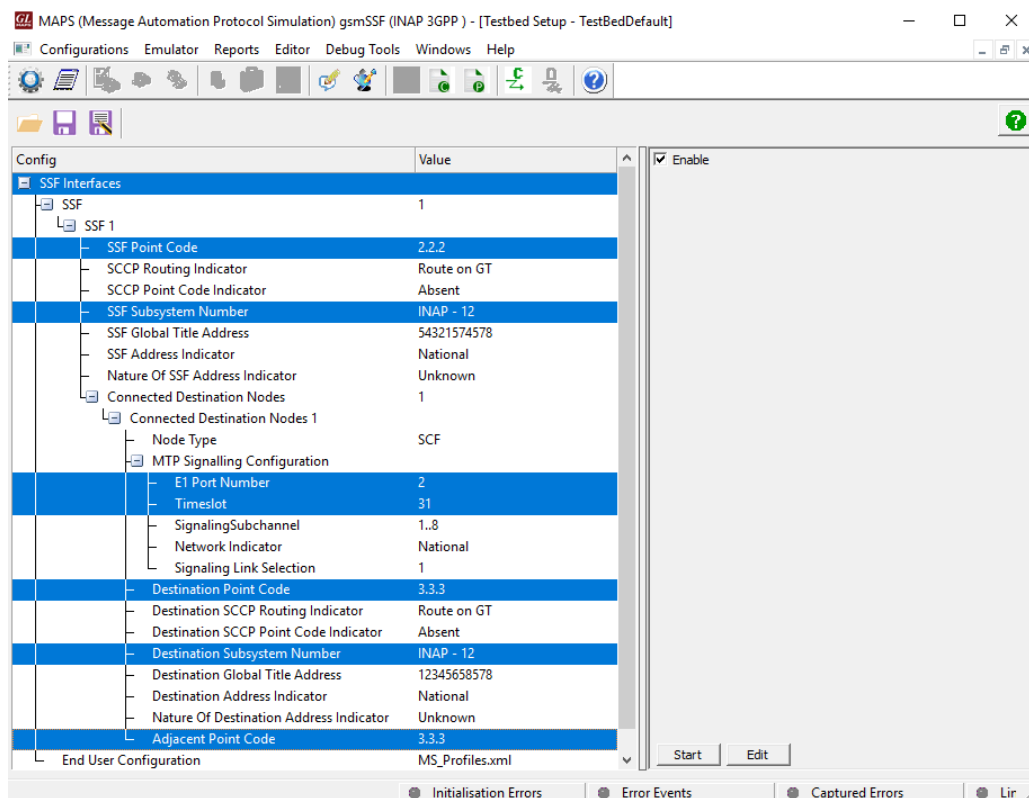 MAPS (Message Automation Protocol Simulation) gsmSSF (INAP 3GPP ) - [Testbed Setup - TestBedDefault]
Configurations Emulator Reports Editor Debug Tools Windows Help
Config Value
Enable
SSF Interfaces
SSF 1
SSF 1
SSF Point Code 2.2.2
SCCP Routing Indicator Route on GT
SCCP Point Code Indicator Absent
SSF Subsystem Number INAP - 12
SSF Global Title Address 54321574578
SSF Address Indicator National
Nature Of SSF Address Indicator Unknown
Connected Destination Nodes 1
Connected Destination Nodes 1
Node Type SCF
MTP Signalling Configuration
E1 Port Number 2
Timeslot 31
SignalingSubchannel 1..8
Network Indicator National
Signaling Link Selection 1
Destination Point Code 3.3.3
Destination SCCP Routing Indicator Route on GT
Destination SCCP Point Code Indicator Absent
Destination Subsystem Number INAP - 12
Destination Global Title Address 12345658578
Destination Address Indicator National
Nature Of Destination Address Indicator Unknown
Adjacent Point Code 3.3.3
End User Configuration MS_Profiles.xml
Start Edit
Initialisation Errors Error Events Captured Errors Lir